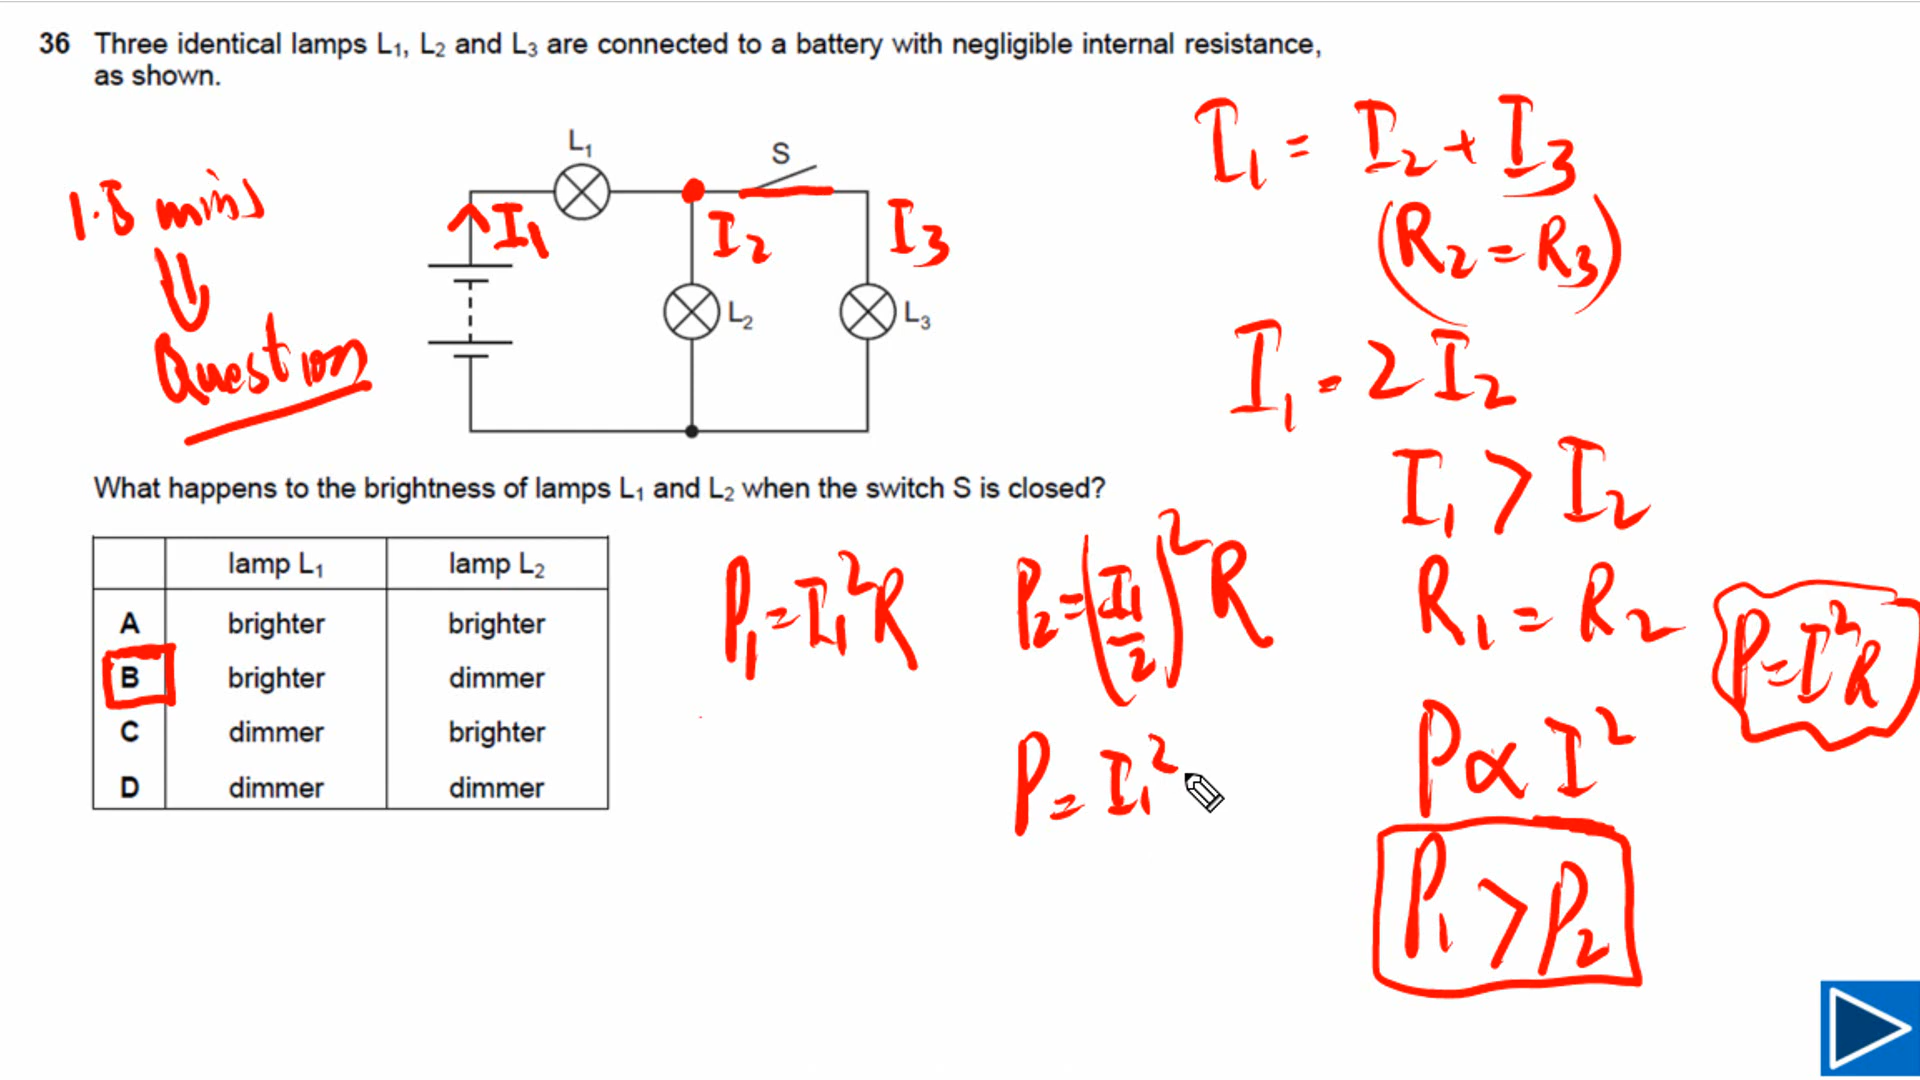 36 Three identical lamps L₁, L₂ and L₃ are connected to a battery with negligible internal resistance,
as shown.
L₁
S
L₂
L₃
1.8 mins
Question
I₁
I₂
I₃
I₁ = I₂ + I₃
(R₂ = R₃)
I₁ = 2I₂
I₁ > I₂
R₁ = R₂
P = I²R
P ∝ I²
P₁ > P₂
What happens to the brightness of lamps L₁ and L₂ when the switch S is closed?
lamp L₁ lamp L₂
A brighter brighter
B brighter dimmer
C dimmer brighter
D dimmer dimmer
P₁ = I₁²R
P₂ = (I₁/2)²R
P = I₁²